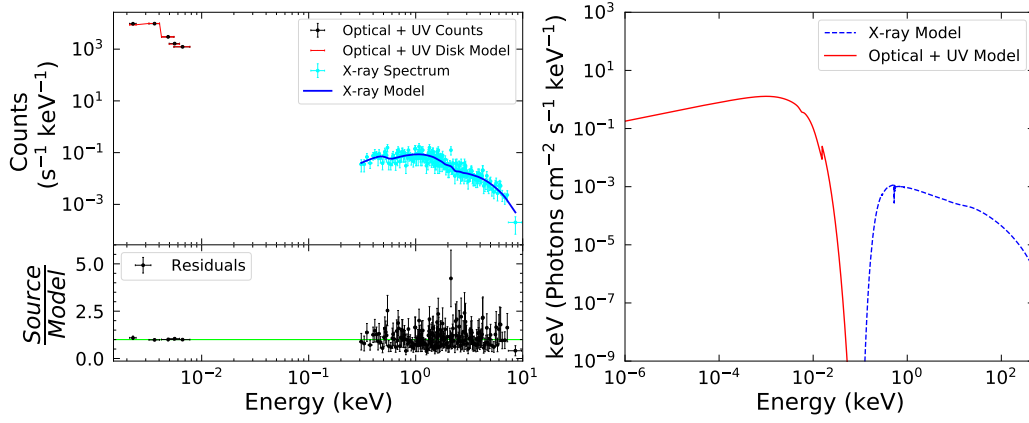 10³
10¹
10⁻¹
10⁻³
Counts
(s⁻¹ keV⁻¹)
Optical + UV Counts
Optical + UV Disk Model
X-ray Spectrum
X-ray Model
5.0
2.5
0.0
Source
Model
Residuals
10⁻²
10⁻¹
10⁰
10¹
Energy (keV)
10¹
10⁻¹
10⁻³
10⁻⁵
10⁻⁷
10⁻⁹
keV (Photons cm⁻² s⁻¹ keV⁻¹)
X-ray Model
Optical + UV Model
10⁻⁶
10⁻⁴
10⁻²
10⁰
10²
Energy (keV)